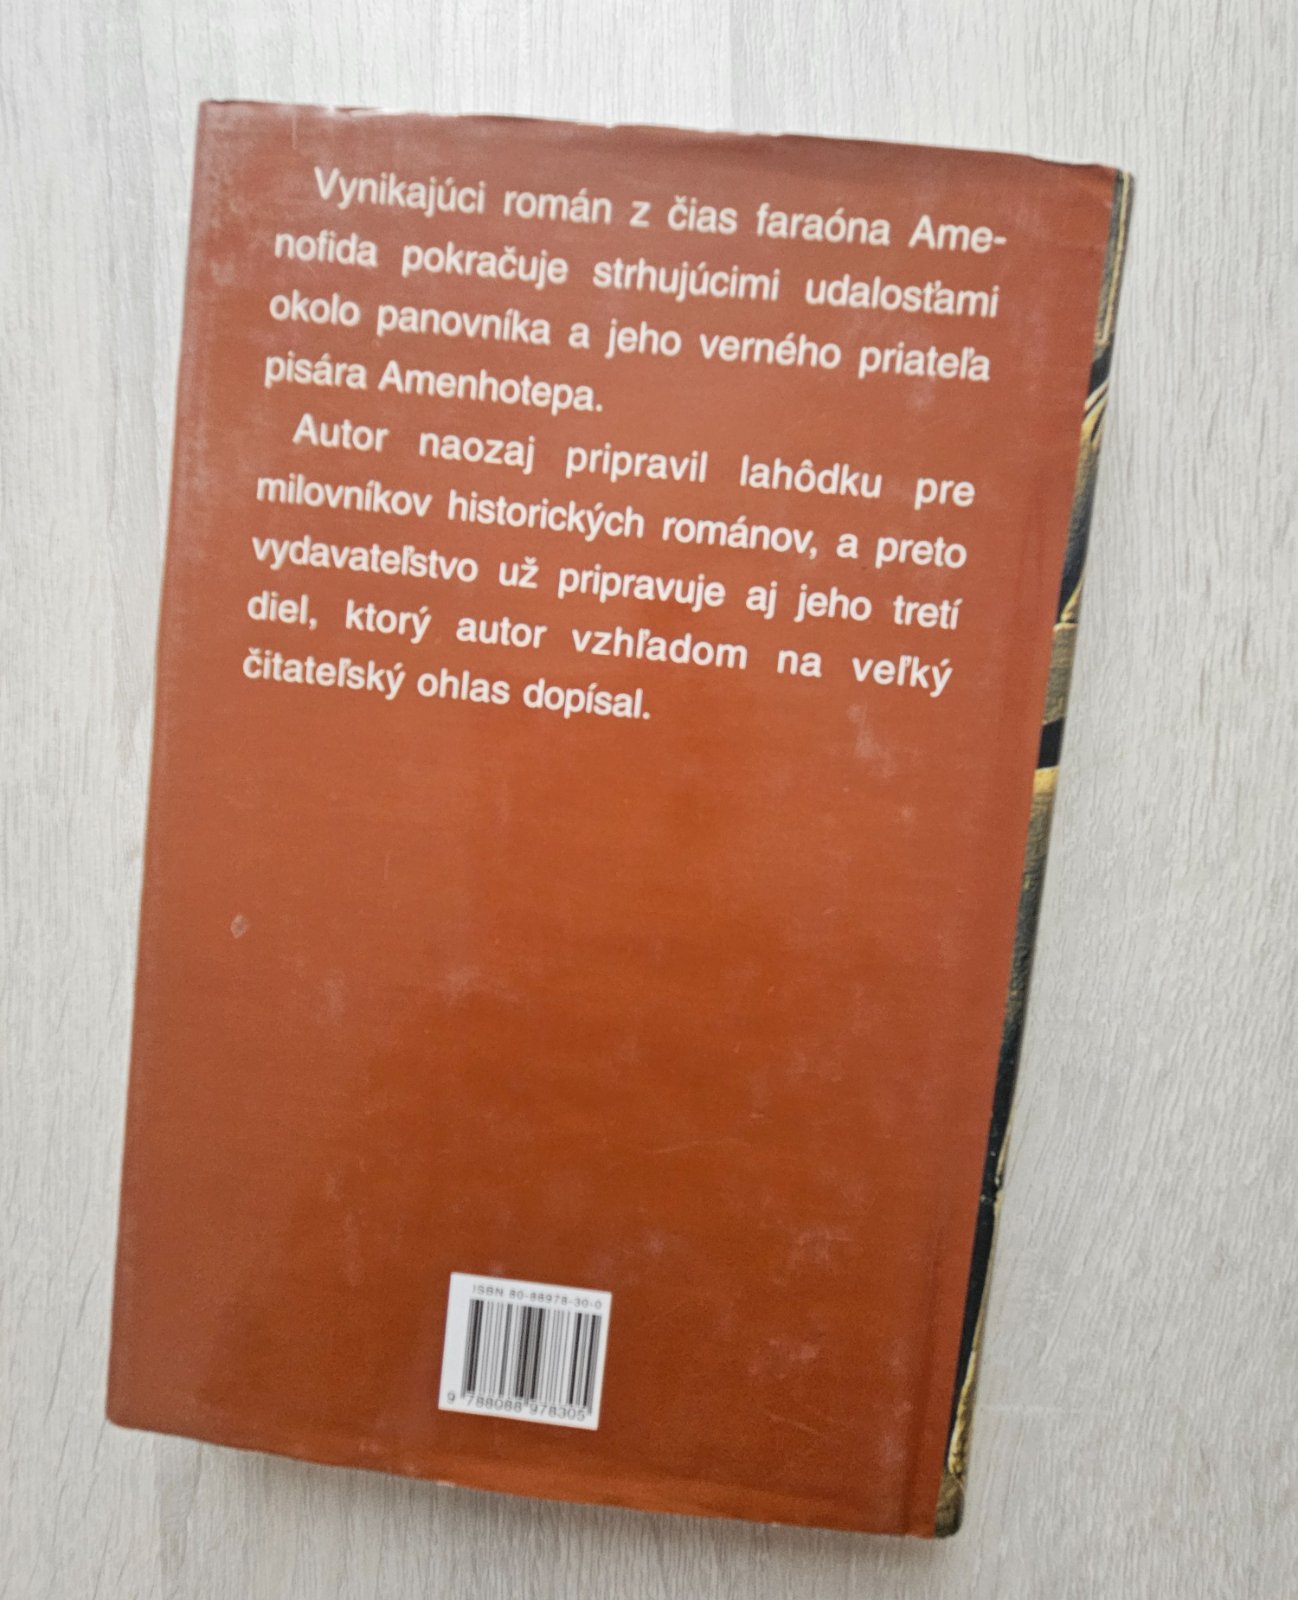 Vynikajúci román z čias faraóna Ame-
nofida pokračuje strhujúcimi udalosťami
okolo panovníka a jeho verného priateľa
pisára Amenhotepa.
Autor naozaj pripravil lahôdku pre
milovníkov historických románov, a preto
vydavateľstvo už pripravuje aj jeho tretí
diel, ktorý autor vzhľadom na veľký
čitateľský ohlas dopísal.
ISBN 80-88978-30-0
9 788088 978305